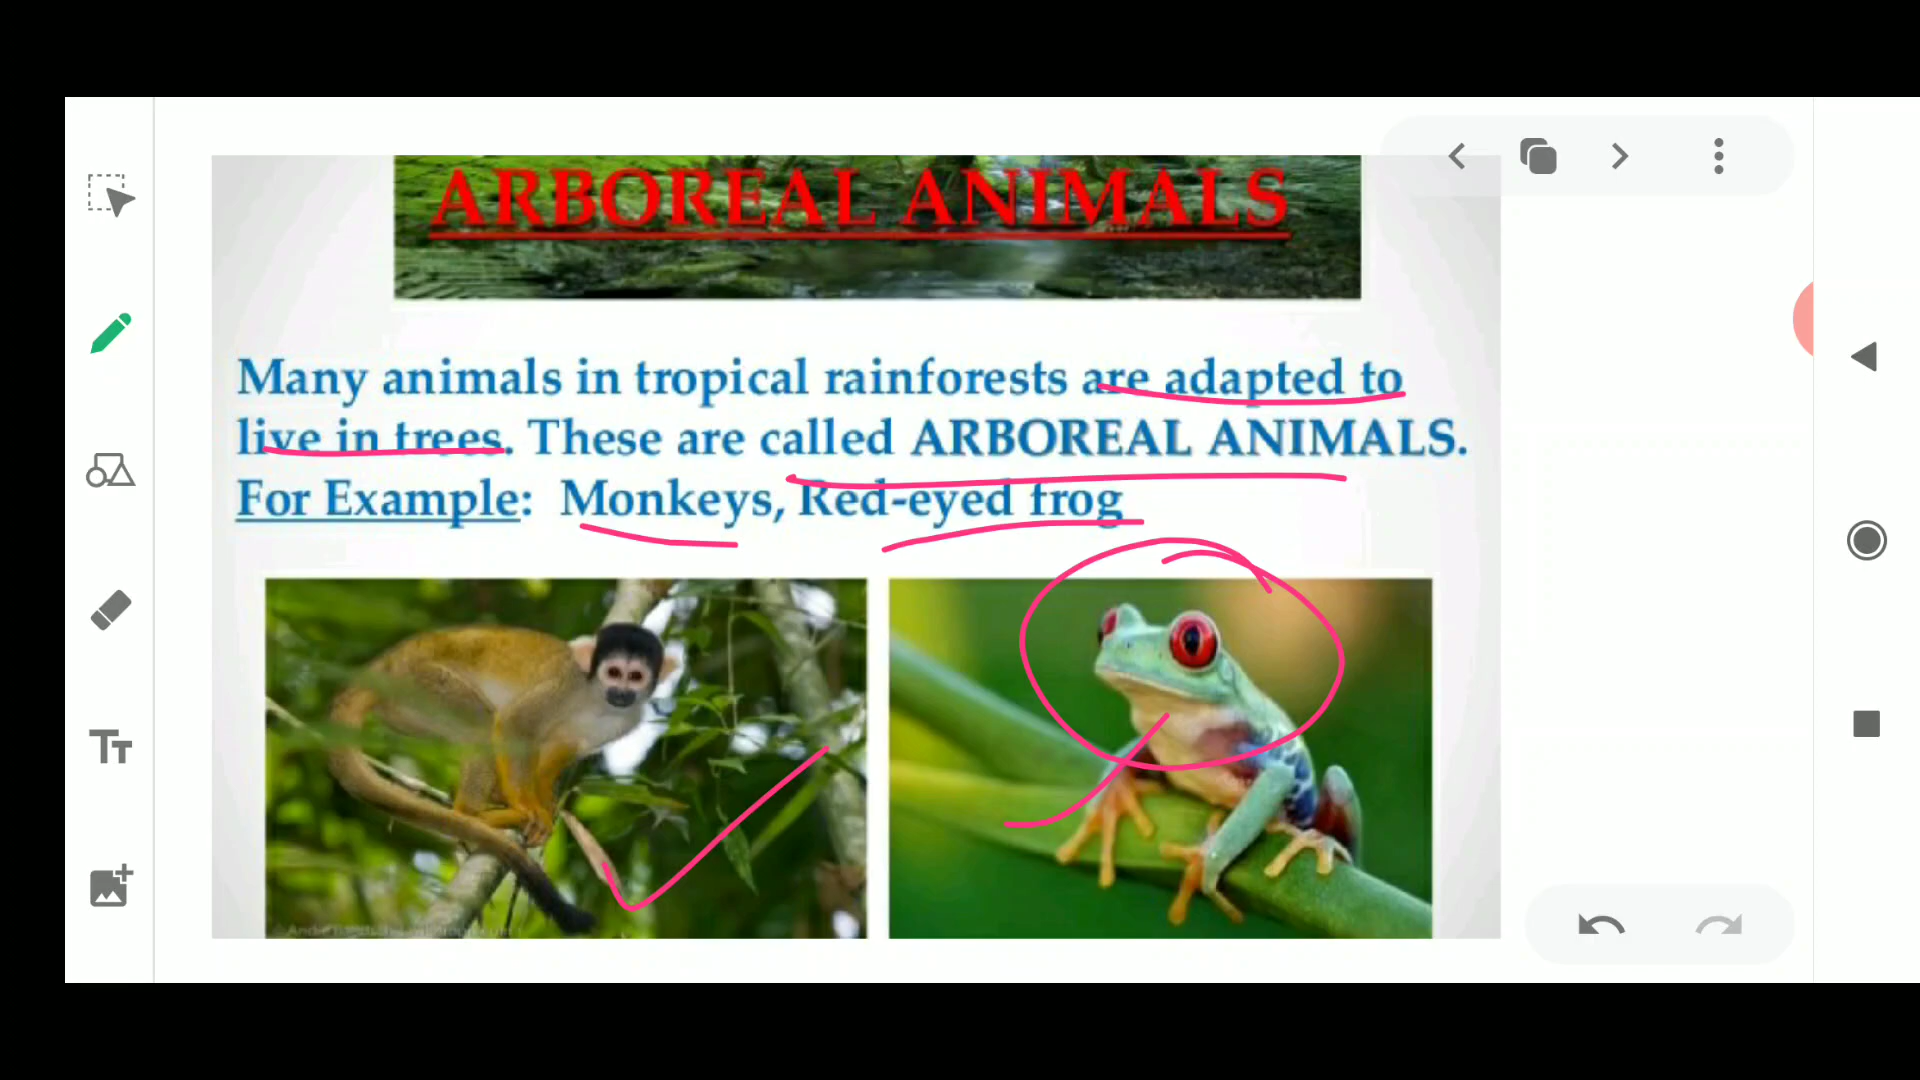 ARBOREAL ANIMALS
Many animals in tropical rainforests are adapted to
live in trees. These are called ARBOREAL ANIMALS.
For Example: Monkeys, Red-eyed frog
Tт